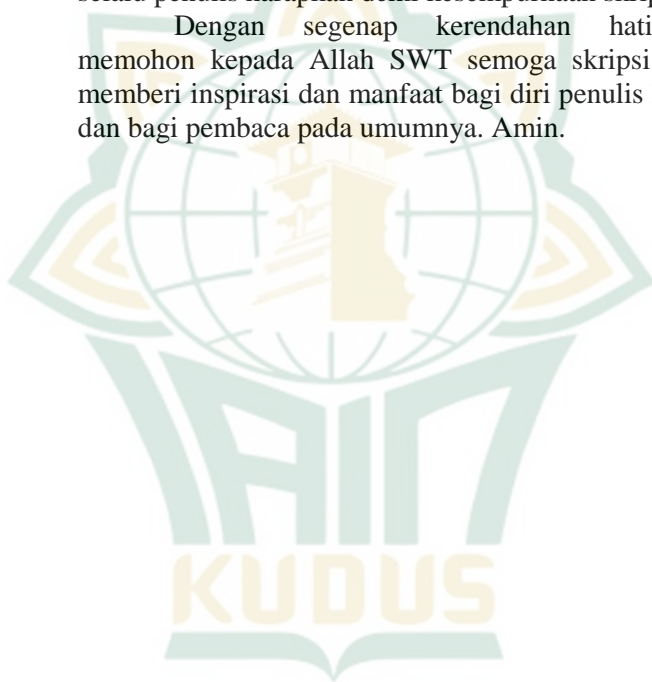 selalu penulis harapkan demi kesempurnaan
Dengan segenap kerendahan hati
memohon kepada Allah SWT semoga skripsi
memberi inspirasi dan manfaat bagi diri penulis
dan bagi pembaca pada umumnya. Amin.
IAIN
KUDUS